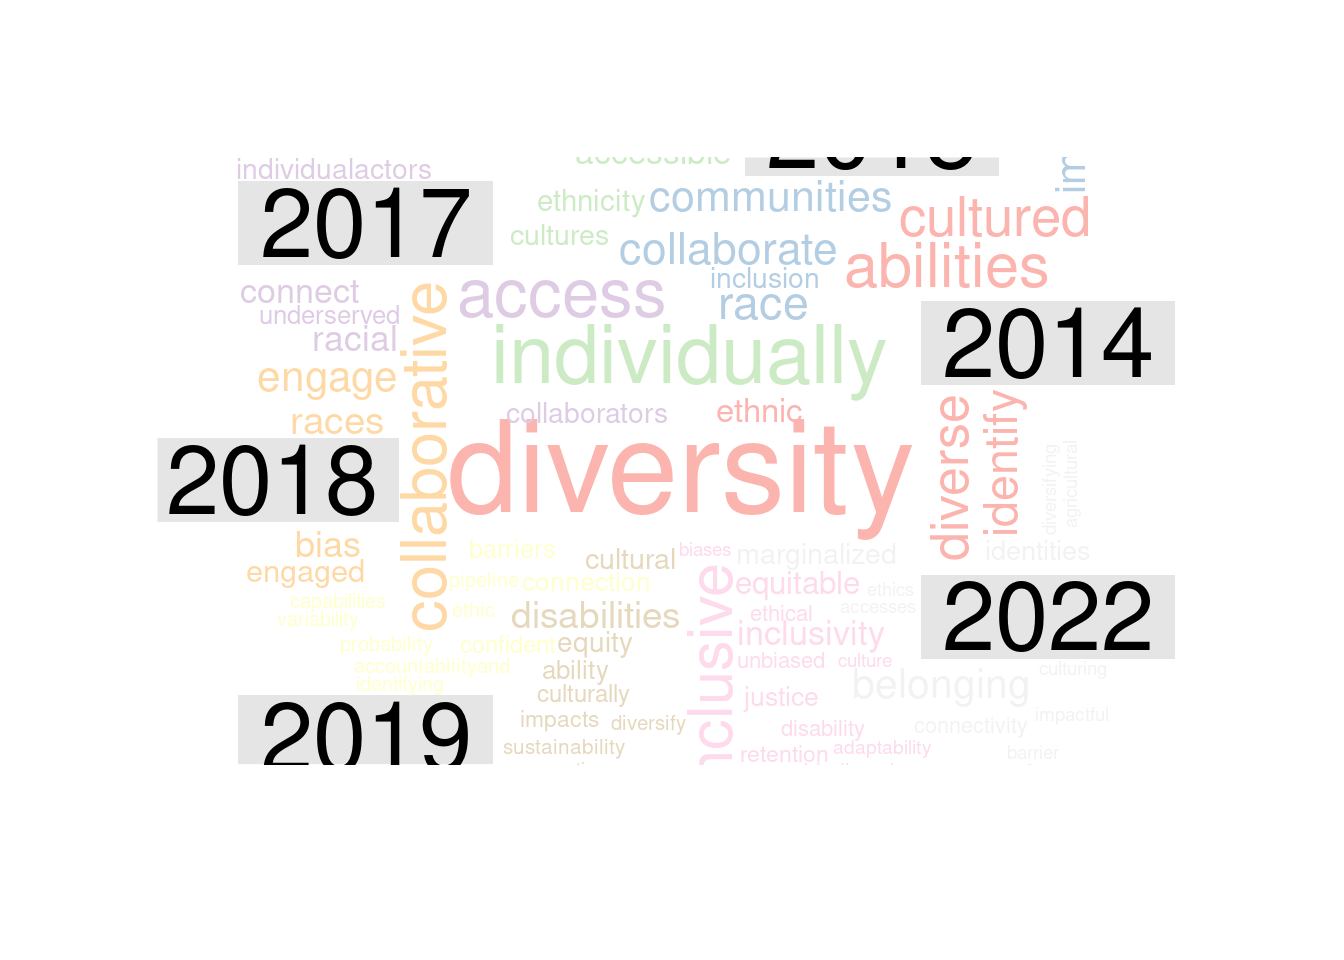 individualactors
accessible
2017
ethnicity
communities
cultured
cultures
collaborate
abilities
connect
access
inclusion
race
underserved
racial
individually
2014
engage
collaborative
collaborators
ethnic
races
diversity
diverse
identify
diversifying
agricultural
2018
bias
engaged
barriers
cultural
biases
marginalized
identities
pipeline
connection
equitable
ethics
capabilities
variability
ethic
disabilities
ethical
accesses
2022
probability
confident
equity
inclusivity
accountabilityand
ability
unbiased
culture
culturing
identifying
culturally
justice
belonging
2019
impacts
diversify
disability
connectivity
impactful
sustainability
retention
adaptability
barrier